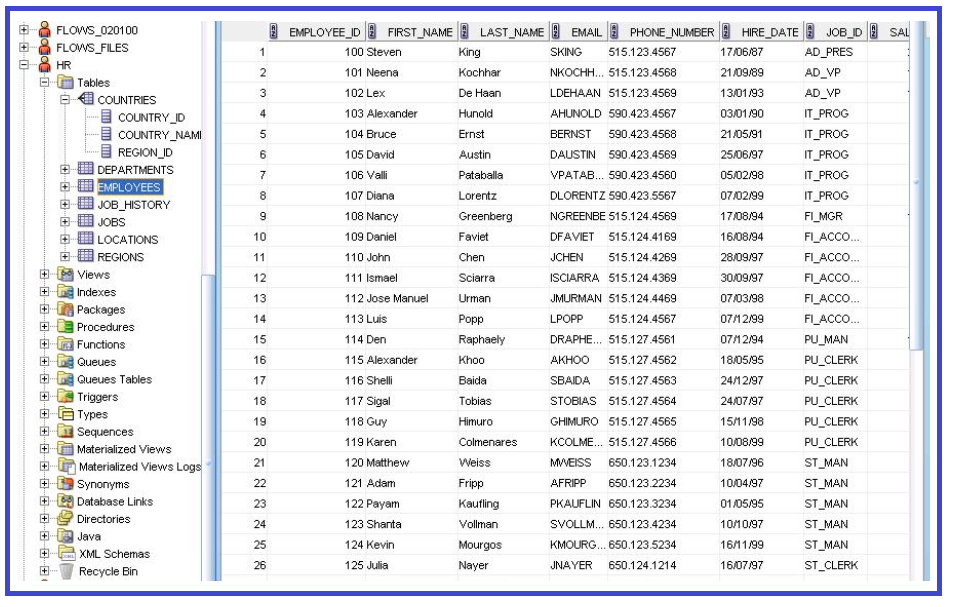 FLOWS_020100
FLOWS_FILES
HR
Tables
COUNTRIES
COUNTRY_ID
COUNTRY_NAM
REGION_ID
DEPARTMENTS
EMPLOYEES
JOB_HISTORY
JOBS
LOCATIONS
REGIONS
Views
Indexes
Packages
Procedures
Functions
Queues
Queues Tables
Triggers
Types
Sequences
Materialized Views
Materialized Views Logs
Synonyms
Database Links
Directories
Java
XML Schemas
Recycle Bin
EMPLOYEE_ID FIRST_NAME LAST_NAME EMAIL PHONE_NUMBER HIRE_DATE JOB_ID SAL
1 100 Steven King SKING 515.123.4567 17/06/87 AD_PRES
2 101 Neena Kochhar NKOCHH... 515.123.4568 21/09/89 AD_VP
3 102 Lex De Haan LDEHAAN 515.123.4569 13/01/93 AD_VP
4 103 Alexander Hunold AHUNOLD 590.423.4567 03/01/90 IT_PROG
5 104 Bruce Ernst BERNST 590.423.4568 21/05/91 IT_PROG
6 105 David Austin DAUSTIN 590.423.4569 25/06/97 IT_PROG
7 106 Valli Pataballa VPATAB... 590.423.4560 05/02/98 IT_PROG
8 107 Diana Lorentz DLORENTZ 590.423.5567 07/02/99 IT_PROG
9 108 Nancy Greenberg NGREENBE 515.124.4569 17/08/94 FI_MGR
10 109 Daniel Faviet DFAVIET 515.124.4169 16/08/94 FI_ACCO...
11 110 John Chen JCHEN 515.124.4269 28/09/97 FI_ACCO...
12 111 Ismael Sciarra ISCIARRA 515.124.4369 30/09/97 FI_ACCO...
13 112 Jose Manuel Urman JMURMAN 515.124.4469 07/03/98 FI_ACCO...
14 113 Luis Popp LPOPP 515.124.4567 07/12/99 FI_ACCO...
15 114 Den Raphaely DRAPHE... 515.127.4561 07/12/94 PU_MAN
16 115 Alexander Khoo AKHOO 515.127.4562 18/05/95 PU_CLERK
17 116 Shelli Baida SBAIDA 515.127.4563 24/12/97 PU_CLERK
18 117 Sigal Tobias STOBIAS 515.127.4564 24/07/97 PU_CLERK
19 118 Guy Himuro GHIMURO 515.127.4565 15/11/98 PU_CLERK
20 119 Karen Colmenares KCOLME... 515.127.4566 10/08/99 PU_CLERK
21 120 Matthew Weiss MWEISS 650.123.1234 18/07/96 ST_MAN
22 121 Adam Fripp AFRIPP 650.123.2234 10/04/97 ST_MAN
23 122 Payam Kaufling PKAUFLIN 650.123.3234 01/05/95 ST_MAN
24 123 Shanta Vollman SVOLLM... 650.123.4234 10/10/97 ST_MAN
25 124 Kevin Mourgos KMOURG... 650.123.5234 16/11/99 ST_MAN
26 125 Julia Nayer JNAYER 650.124.1214 16/07/97 ST_CLERK